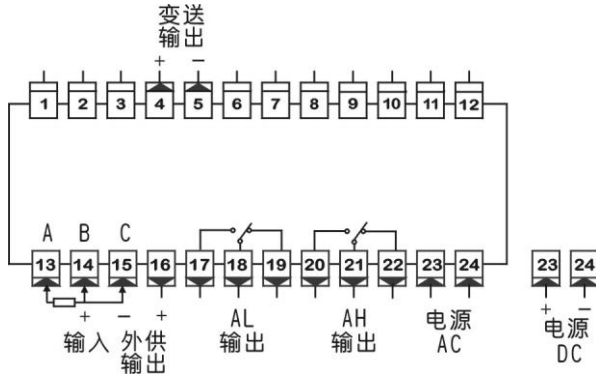 变送
输出
+ −
1 2 3 4 5 6 7 8 9 10 11 12
A B C
13 14 15 16 17 18 19 20 21 22 23 24 23 24
+ − + + −
输入 外供 AL AH 电源 电源
输出 输出 输出 AC DC